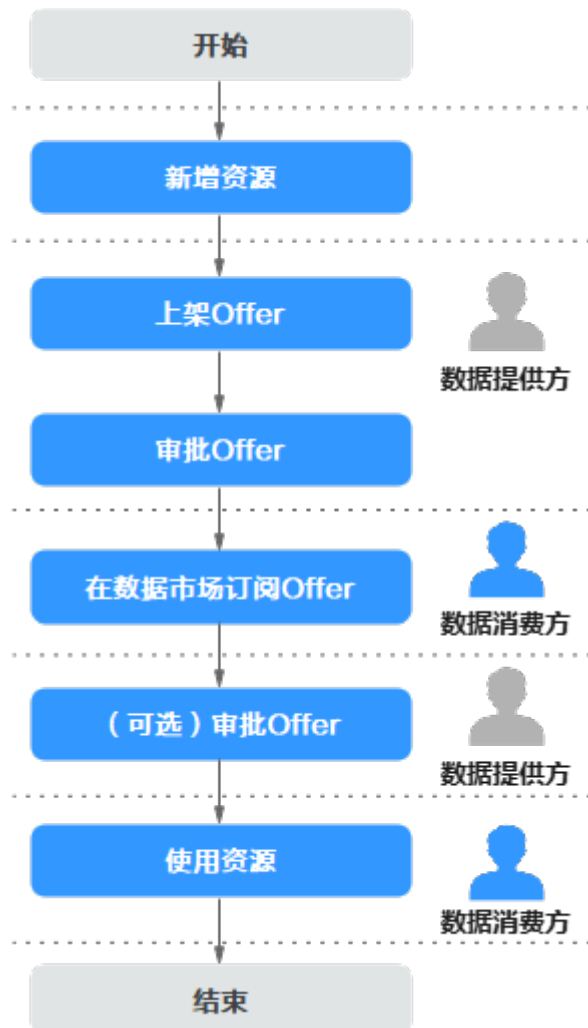 开始
新增资源
上架Offer
数据提供方
审批Offer
在数据市场订阅Offer
数据消费方
（可选）审批Offer
数据提供方
使用资源
数据消费方
结束